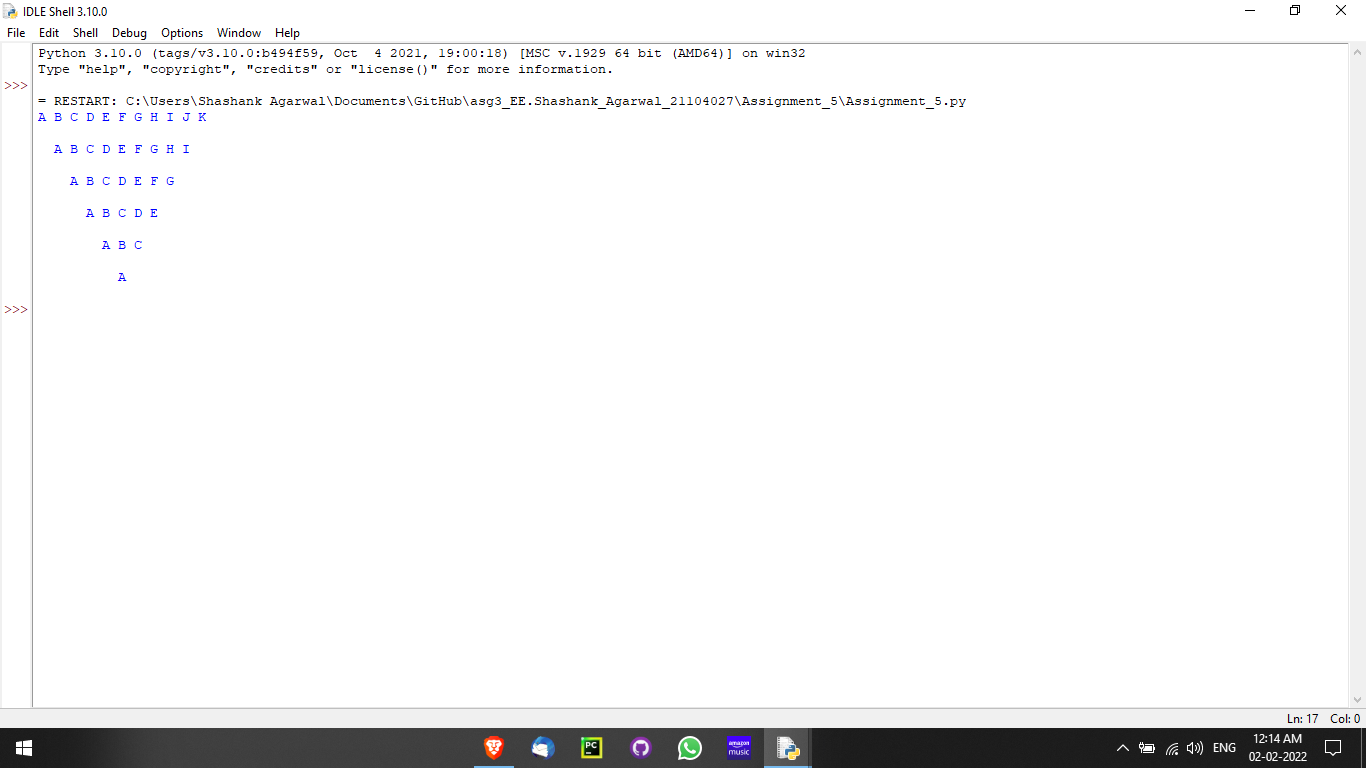 IDLE Shell 3.10.0
File Edit Shell Debug Options Window Help
Python 3.10.0 (tags/v3.10.0:b494f59, Oct  4 2021, 19:00:18) [MSC v.1929 64 bit (AMD64)] on win32
Type "help", "copyright", "credits" or "license()" for more information.
>>>
= RESTART: C:\Users\Shashank Agarwal\Documents\GitHub\asg3_EE.Shashank_Agarwal_21104027\Assignment_5\Assignment_5.py
A B C D E F G H I J K
  A B C D E F G H I
    A B C D E F G
      A B C D E
        A B C
          A
>>>
Ln: 17 Col: 0
PC
amazon music
ENG
12:14 AM
02-02-2022